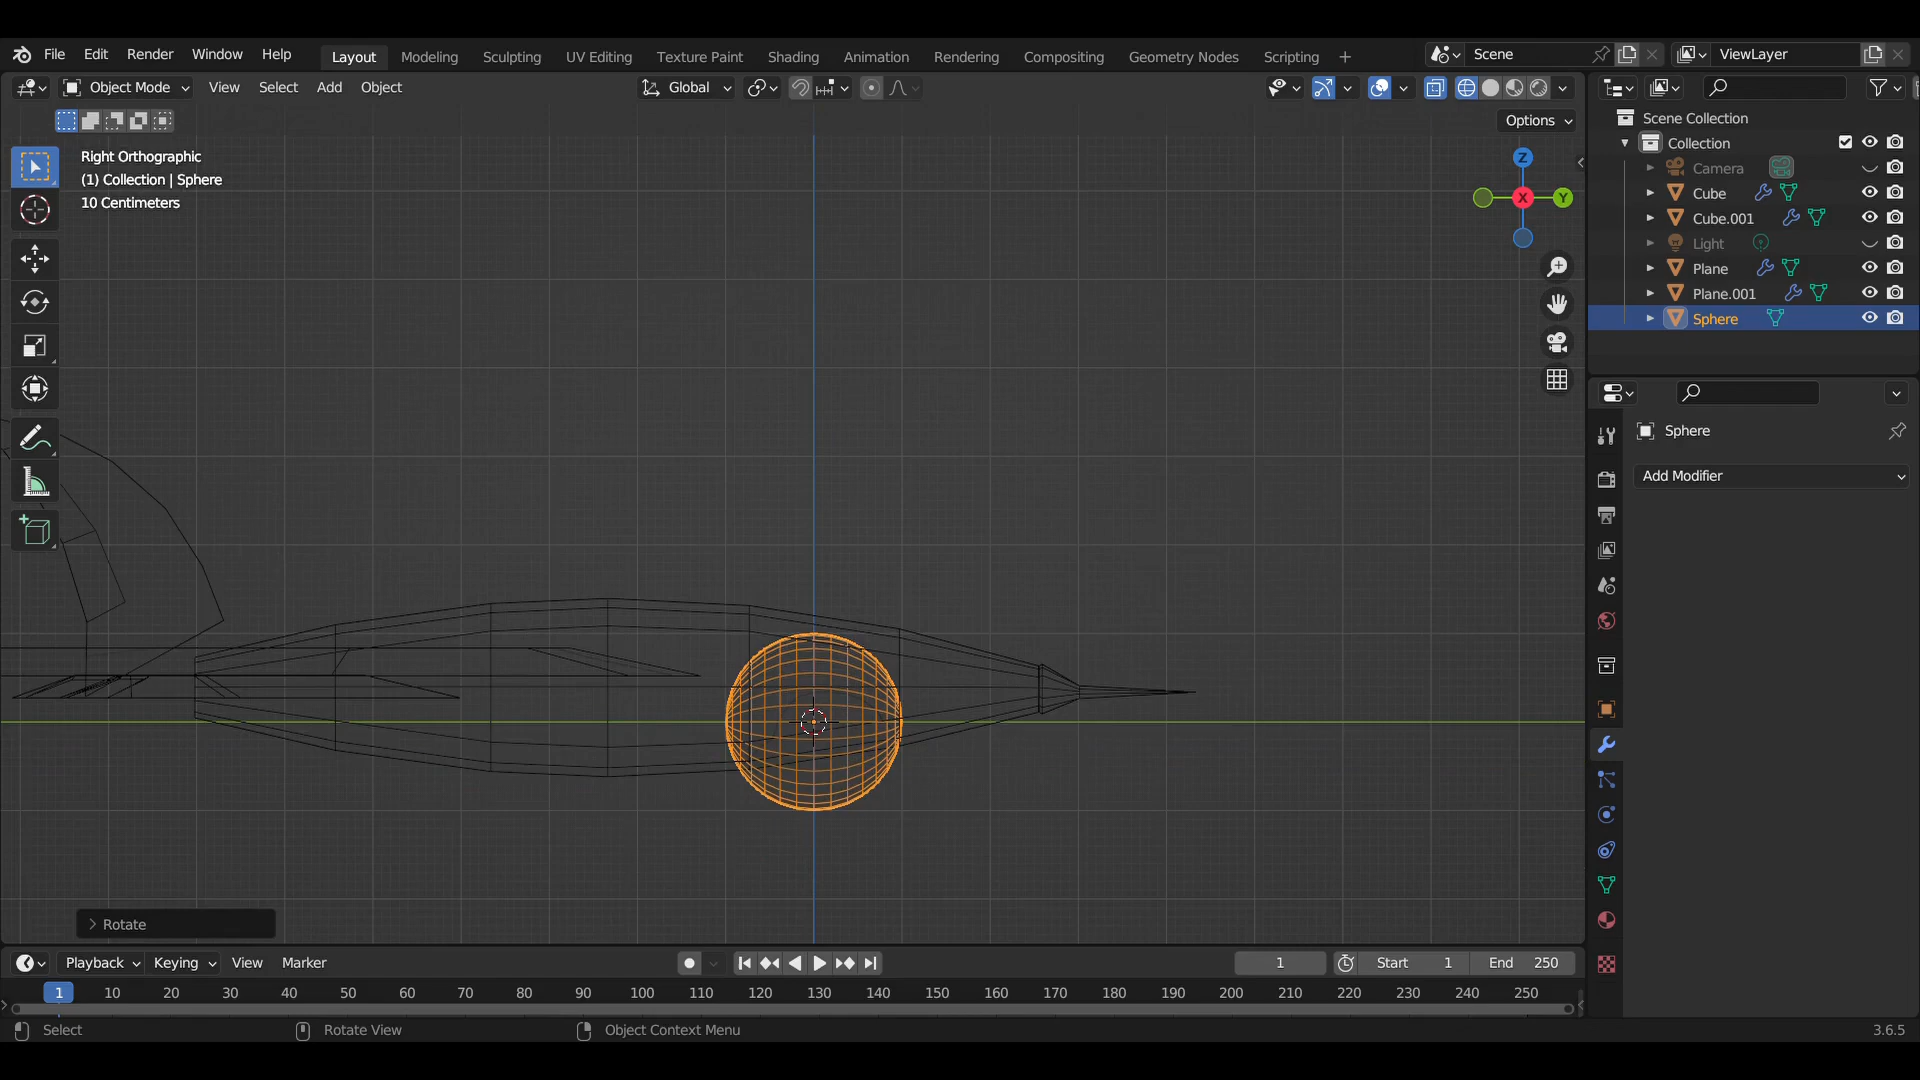 File Edit Render Window Help Layout Modeling Sculpting UV Editing Texture Paint Shading Animation Rendering Compositing Geometry Nodes Scripting + Scene ViewLayer
Object Mode View Select Add Object Global
Options
Right Orthographic
(1) Collection | Sphere
10 Centimeters
Z
X
Y
Scene Collection
Collection
Camera
Cube
Cube.001
Light
Plane
Plane.001
Sphere
Sphere
Add Modifier
Rotate
Playback Keying View Marker 1 Start 1 End 250
1 10 20 30 40 50 60 70 80 90 100 110 120 130 140 150 160 170 180 190 200 210 220 230 240 250
Select Rotate View Object Context Menu 3.6.5